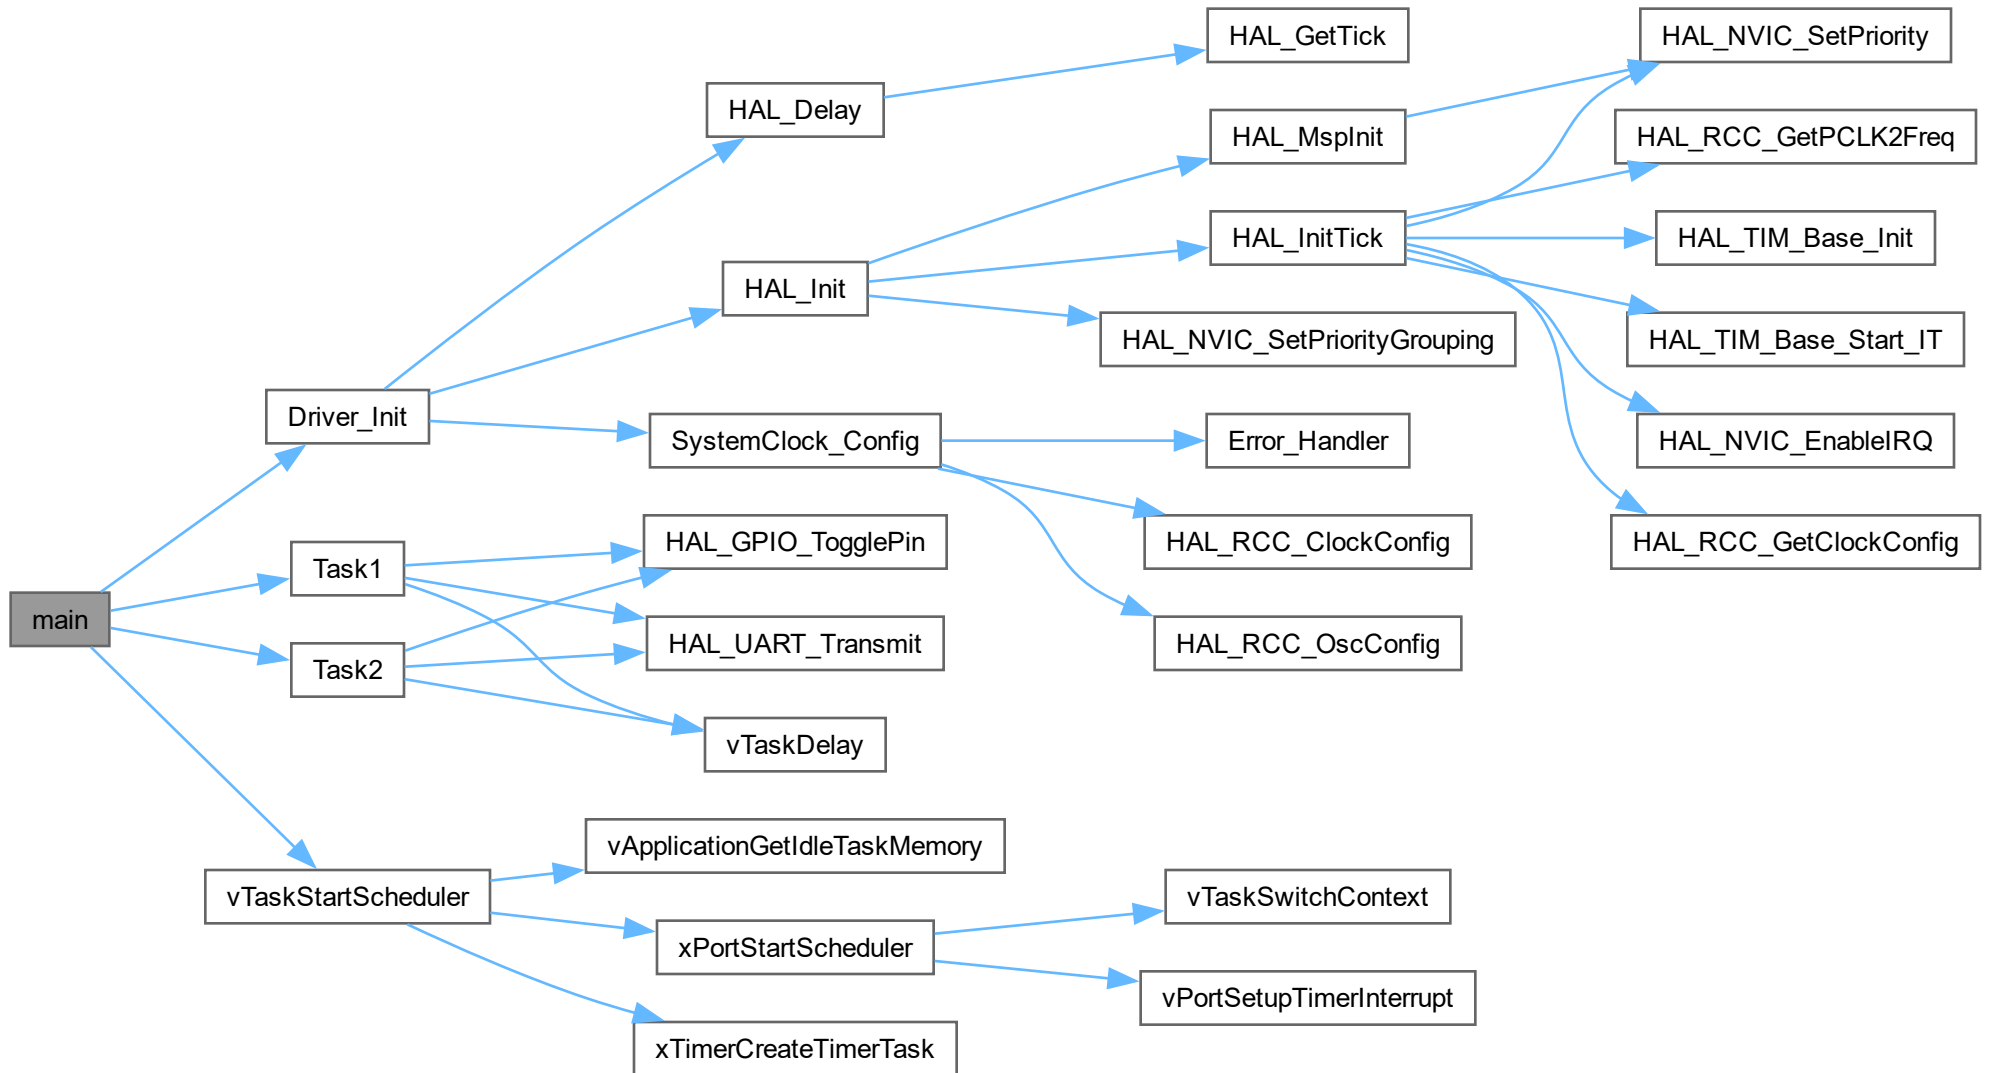 main
Driver_Init
Task1
Task2
vTaskStartScheduler
HAL_Delay
HAL_Init
SystemClock_Config
HAL_GPIO_TogglePin
HAL_UART_Transmit
vTaskDelay
vApplicationGetIdleTaskMemory
xPortStartScheduler
xTimerCreateTimerTask
HAL_GetTick
HAL_MspInit
HAL_InitTick
HAL_NVIC_SetPriorityGrouping
Error_Handler
HAL_RCC_ClockConfig
HAL_RCC_OscConfig
vTaskSwitchContext
vPortSetupTimerInterrupt
HAL_NVIC_SetPriority
HAL_RCC_GetPCLK2Freq
HAL_TIM_Base_Init
HAL_TIM_Base_Start_IT
HAL_NVIC_EnableIRQ
HAL_RCC_GetClockConfig